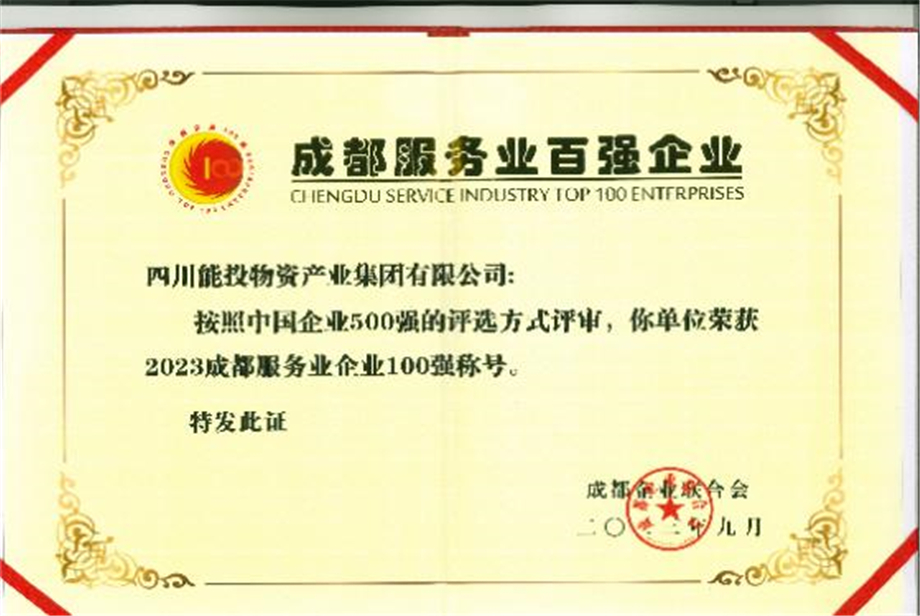 成都服务业百强企业
CHENGDU SERVICE INDUSTRY TOP 100 ENTERPRISES
100
四川能投物资产业集团有限公司:
按照中国企业500强的评选方式评审，你单位荣获
2023成都服务业企业100强称号。
特发此证
成都企业联合会
二〇二三年九月